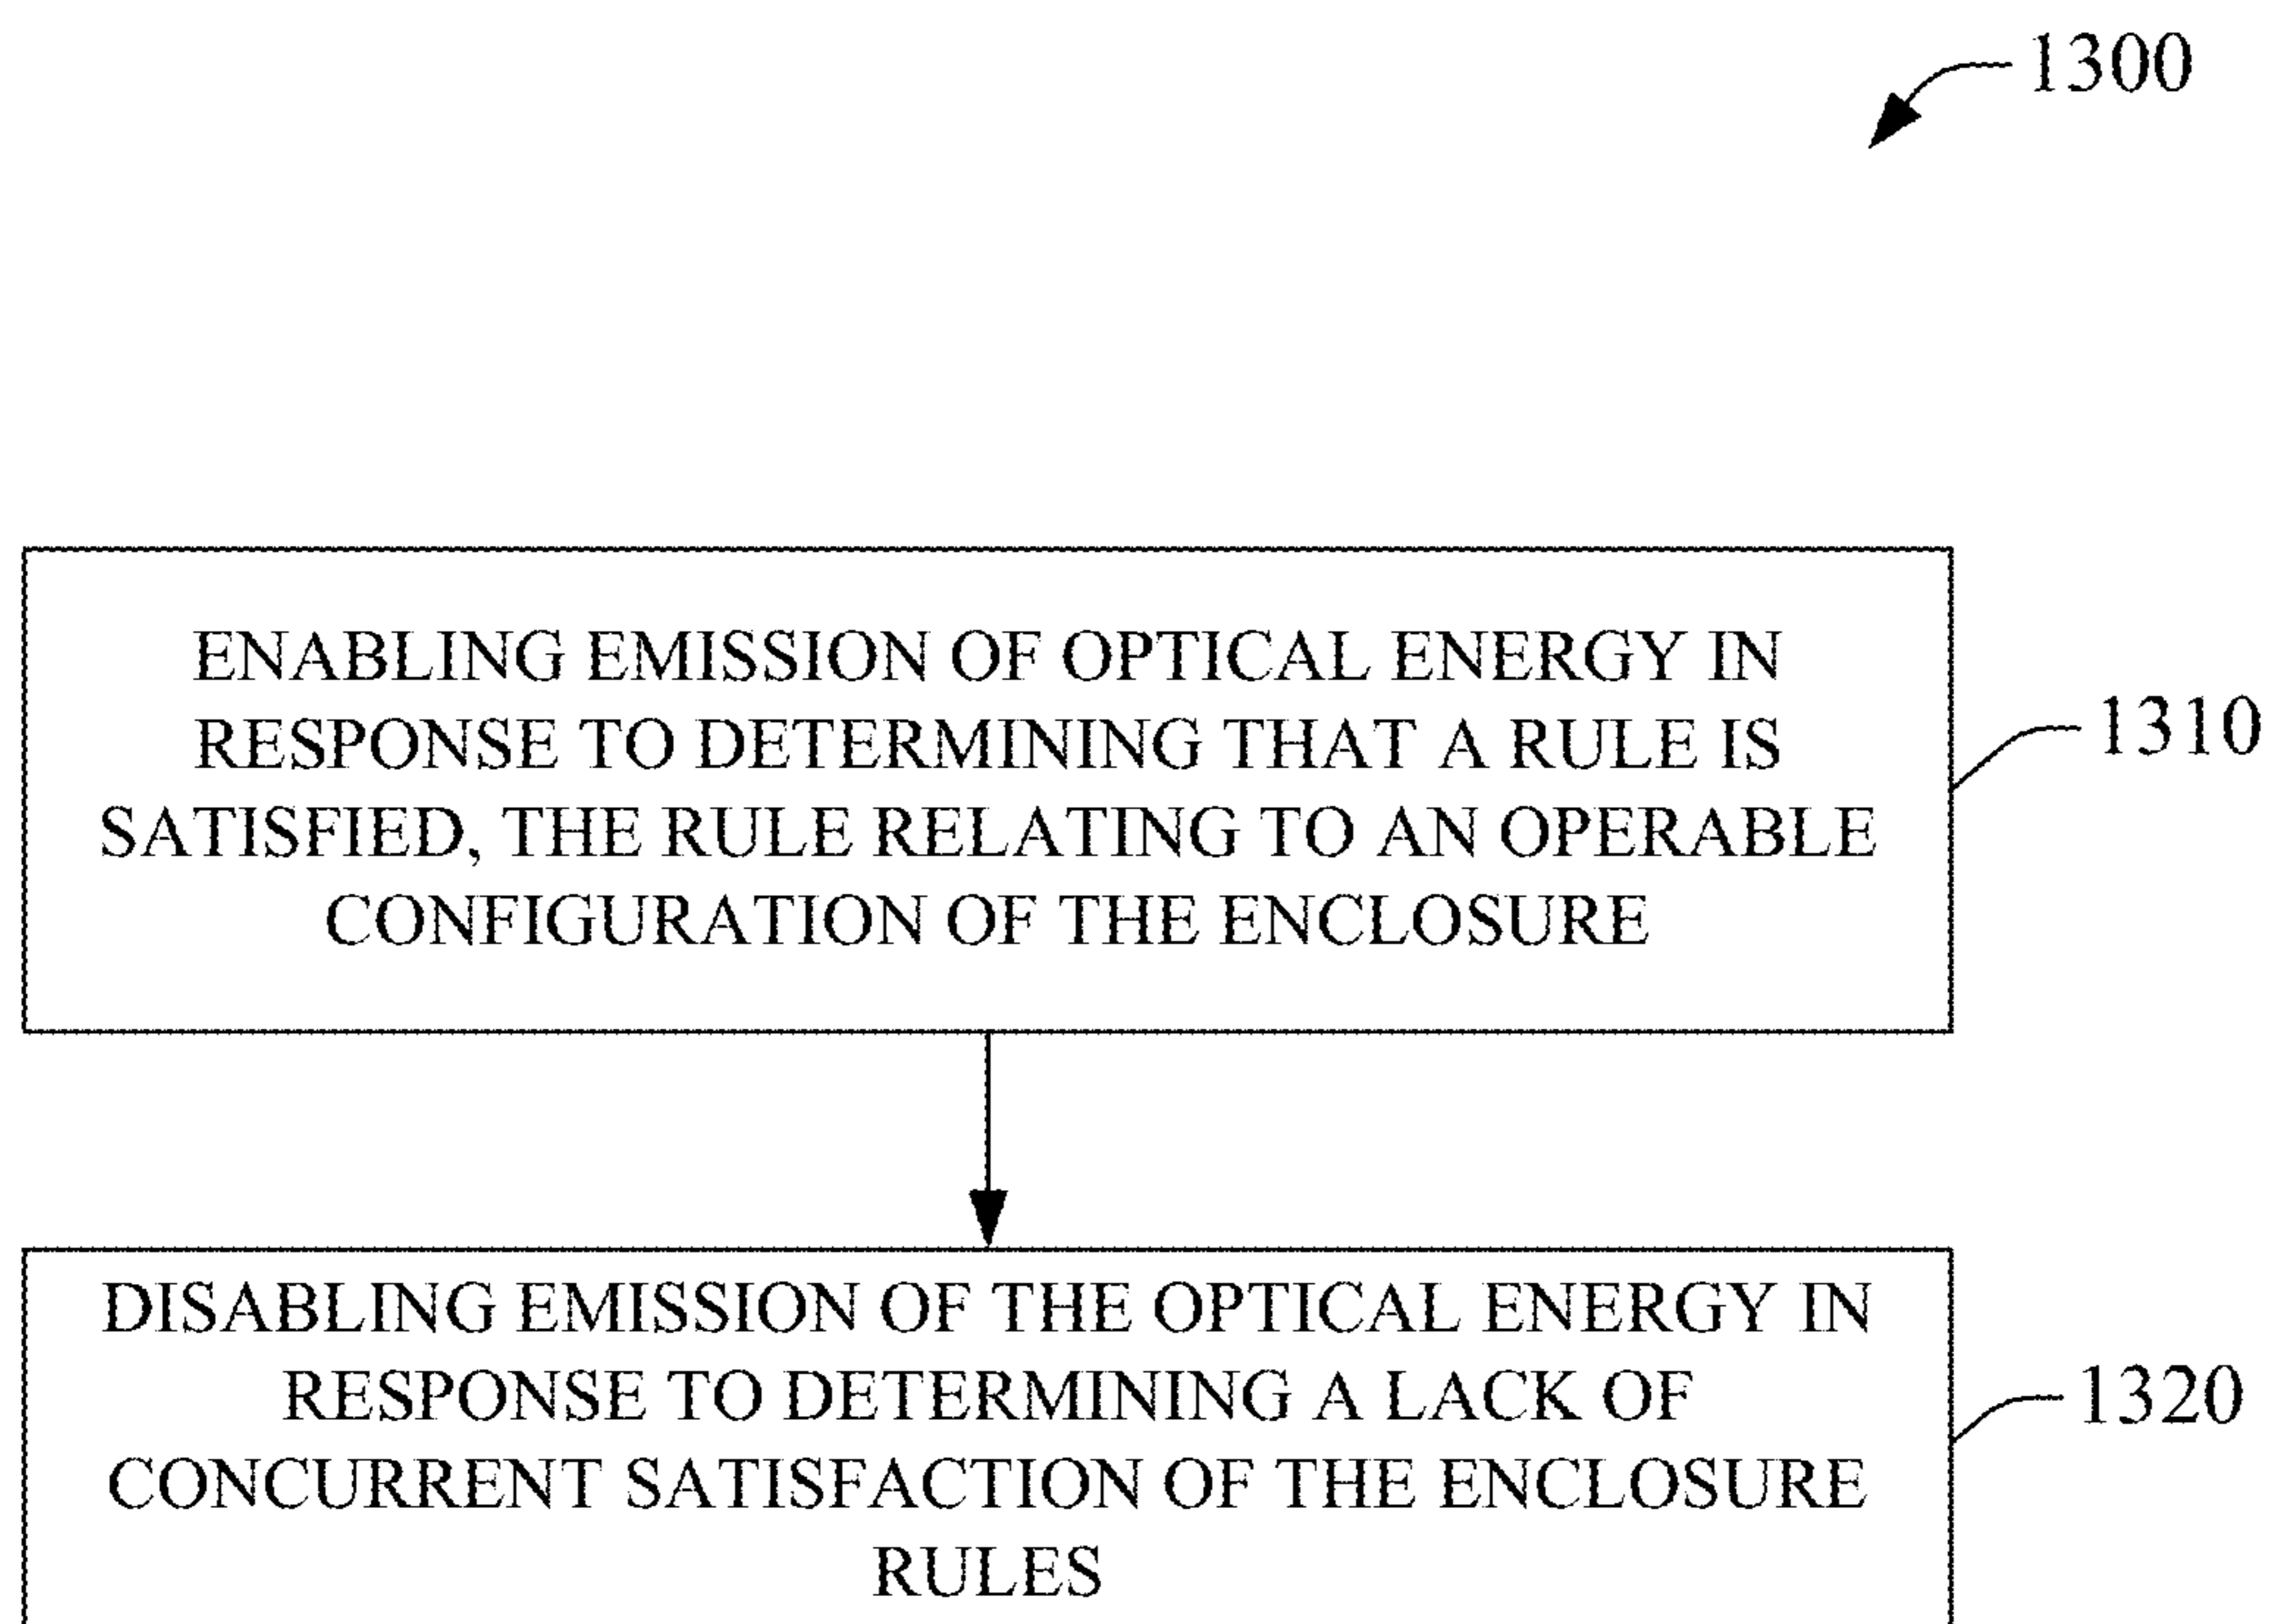 1300
ENABLING EMISSION OF OPTICAL ENERGY IN
RESPONSE TO DETERMINING THAT A RULE IS
SATISFIED, THE RULE RELATING TO AN OPERABLE
CONFIGURATION OF THE ENCLOSURE
1310
DISABLING EMISSION OF THE OPTICAL ENERGY IN
RESPONSE TO DETERMINING A LACK OF
CONCURRENT SATISFACTION OF THE ENCLOSURE
RULES
1320